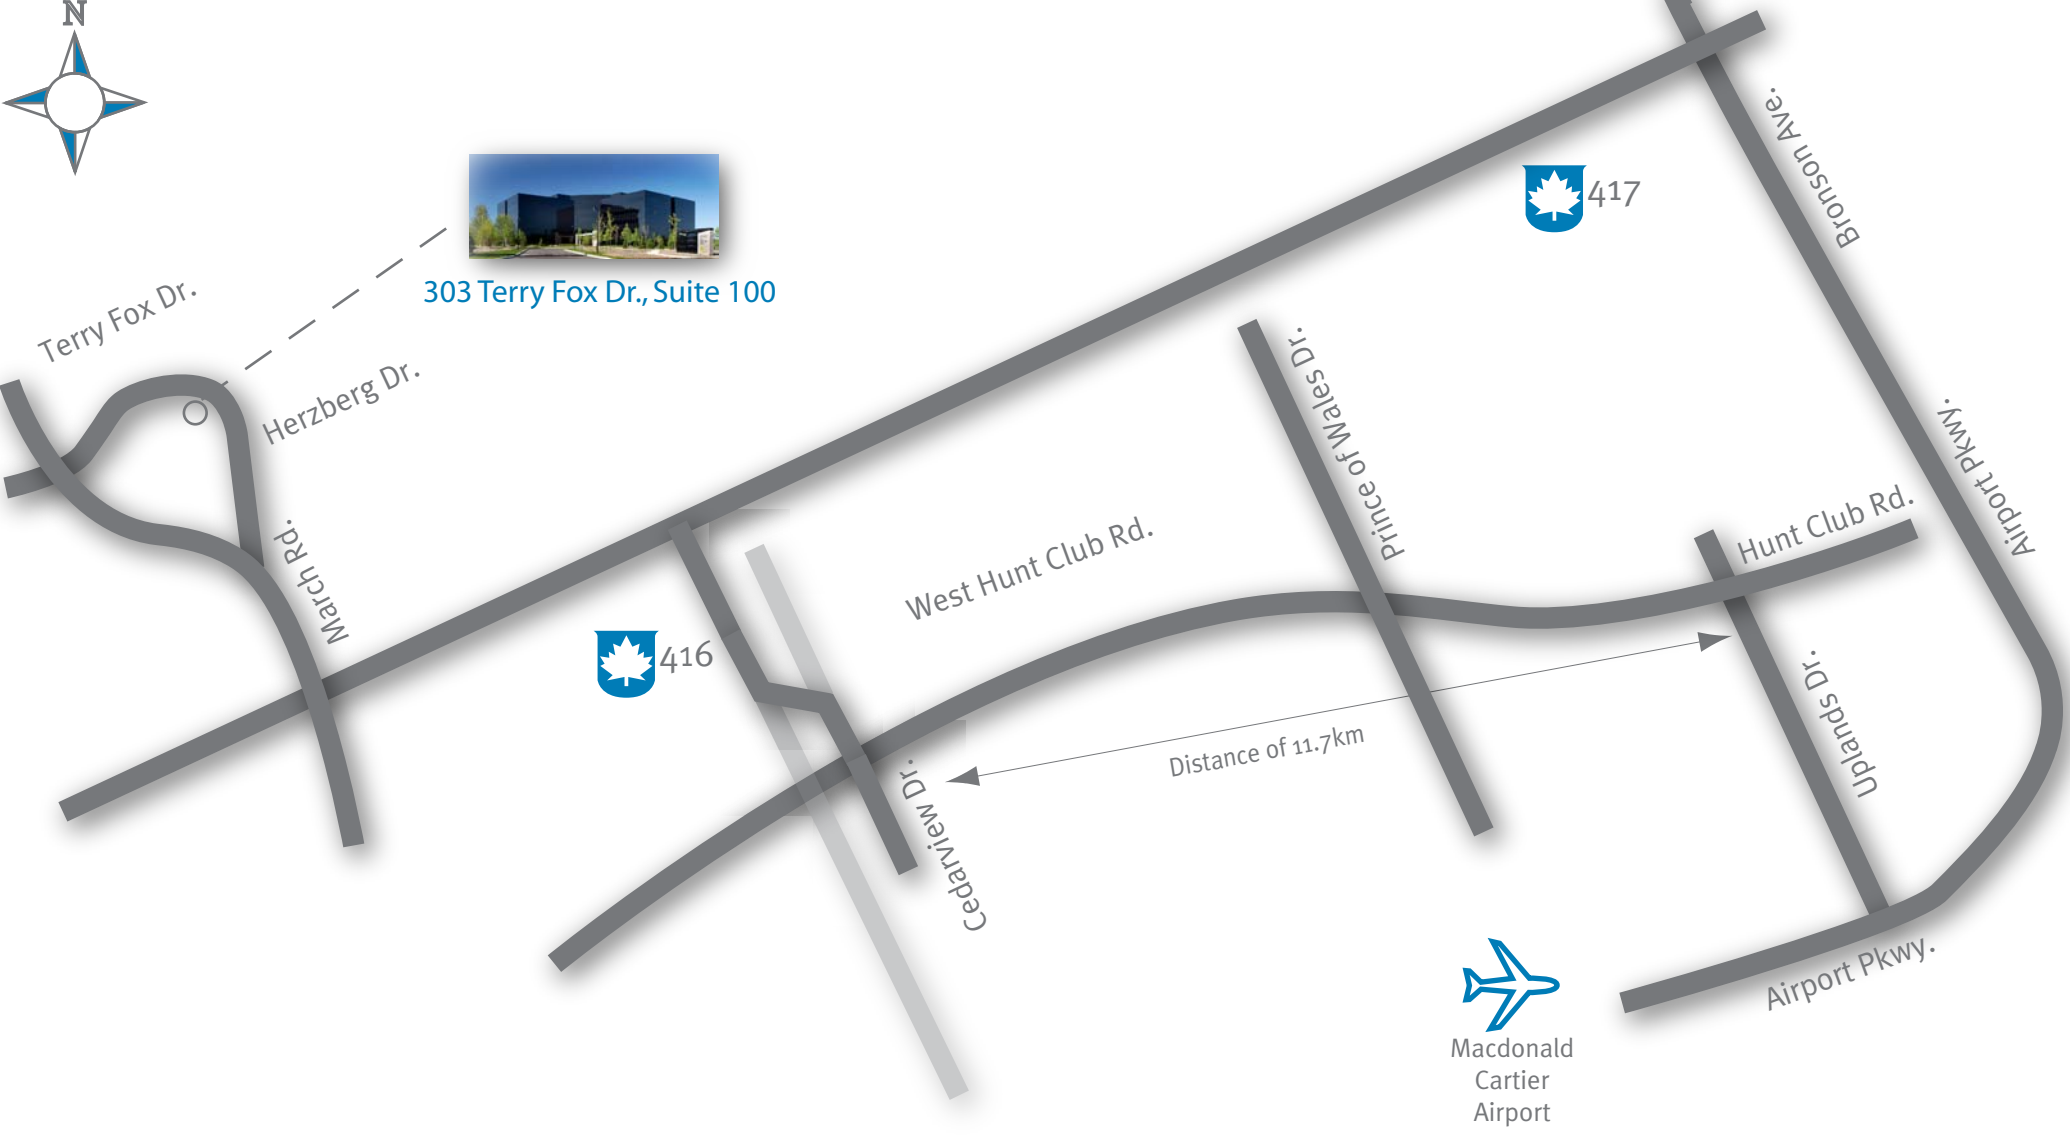 N
Bronson Ave.
417
303 Terry Fox Dr., Suite 100
Terry Fox Dr.
Herzberg Dr.
Prince of Wales Dr.
Airport Pkwy.
Hunt Club Rd.
West Hunt Club Rd.
March Rd.
416
Uplands Dr.
Distance of 11.7km
Cedarview Dr.
Airport Pkwy.
Macdonald
Cartier
Airport